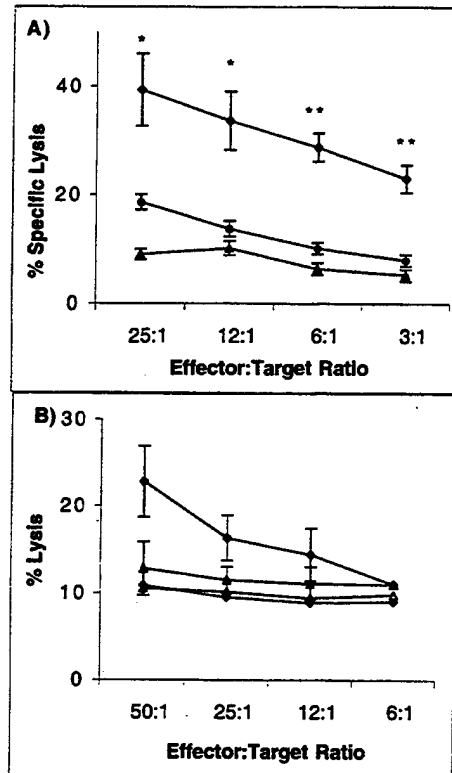 A)
*
*
**
**
% Specific Lysis
40
20
0
25:1 12:1 6:1 3:1
Effector:Target Ratio
B)
30
% Lysis
20
10
0
50:1 25:1 12:1 6:1
Effector:Target Ratio